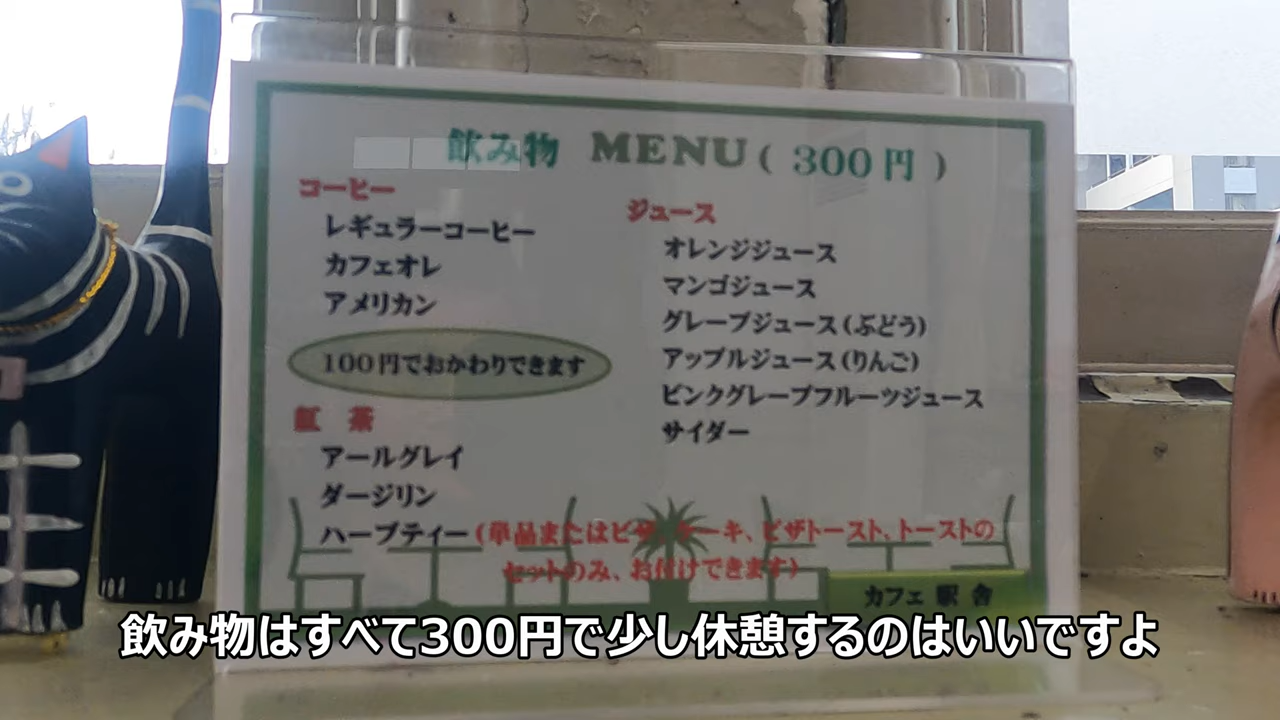 飲み物 MENU（300円）
コーヒー
レギュラーコーヒー
カフェオレ
アメリカン
100円でおかわりできます
紅 茶
アールグレイ
ダージリン
ハーブティー（単品またはピザ、ケーキ、ピザトースト、トーストの
セットのみ、お付けできます）
ジュース
オレンジジュース
マンゴジュース
グレープジュース（ぶどう）
アップルジュース（りんご）
ピンクグレープフルーツジュース
サイダー
カフェ 駅 舎
飲み物はすべて300円で少し休憩するのはいいですよ